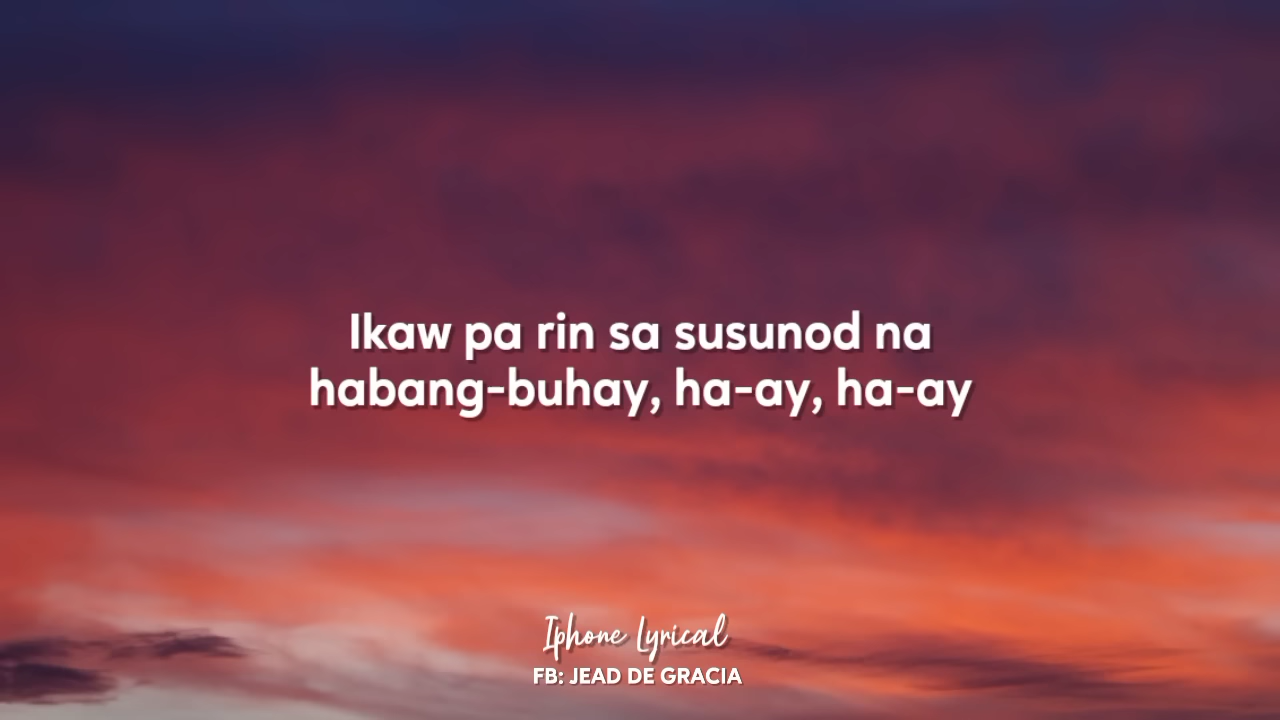 Ikaw pa rin sa susunod na
habang-buhay, ha-ay, ha-ay
Iphone Lyrical
FB: JEAD DE GRACIA